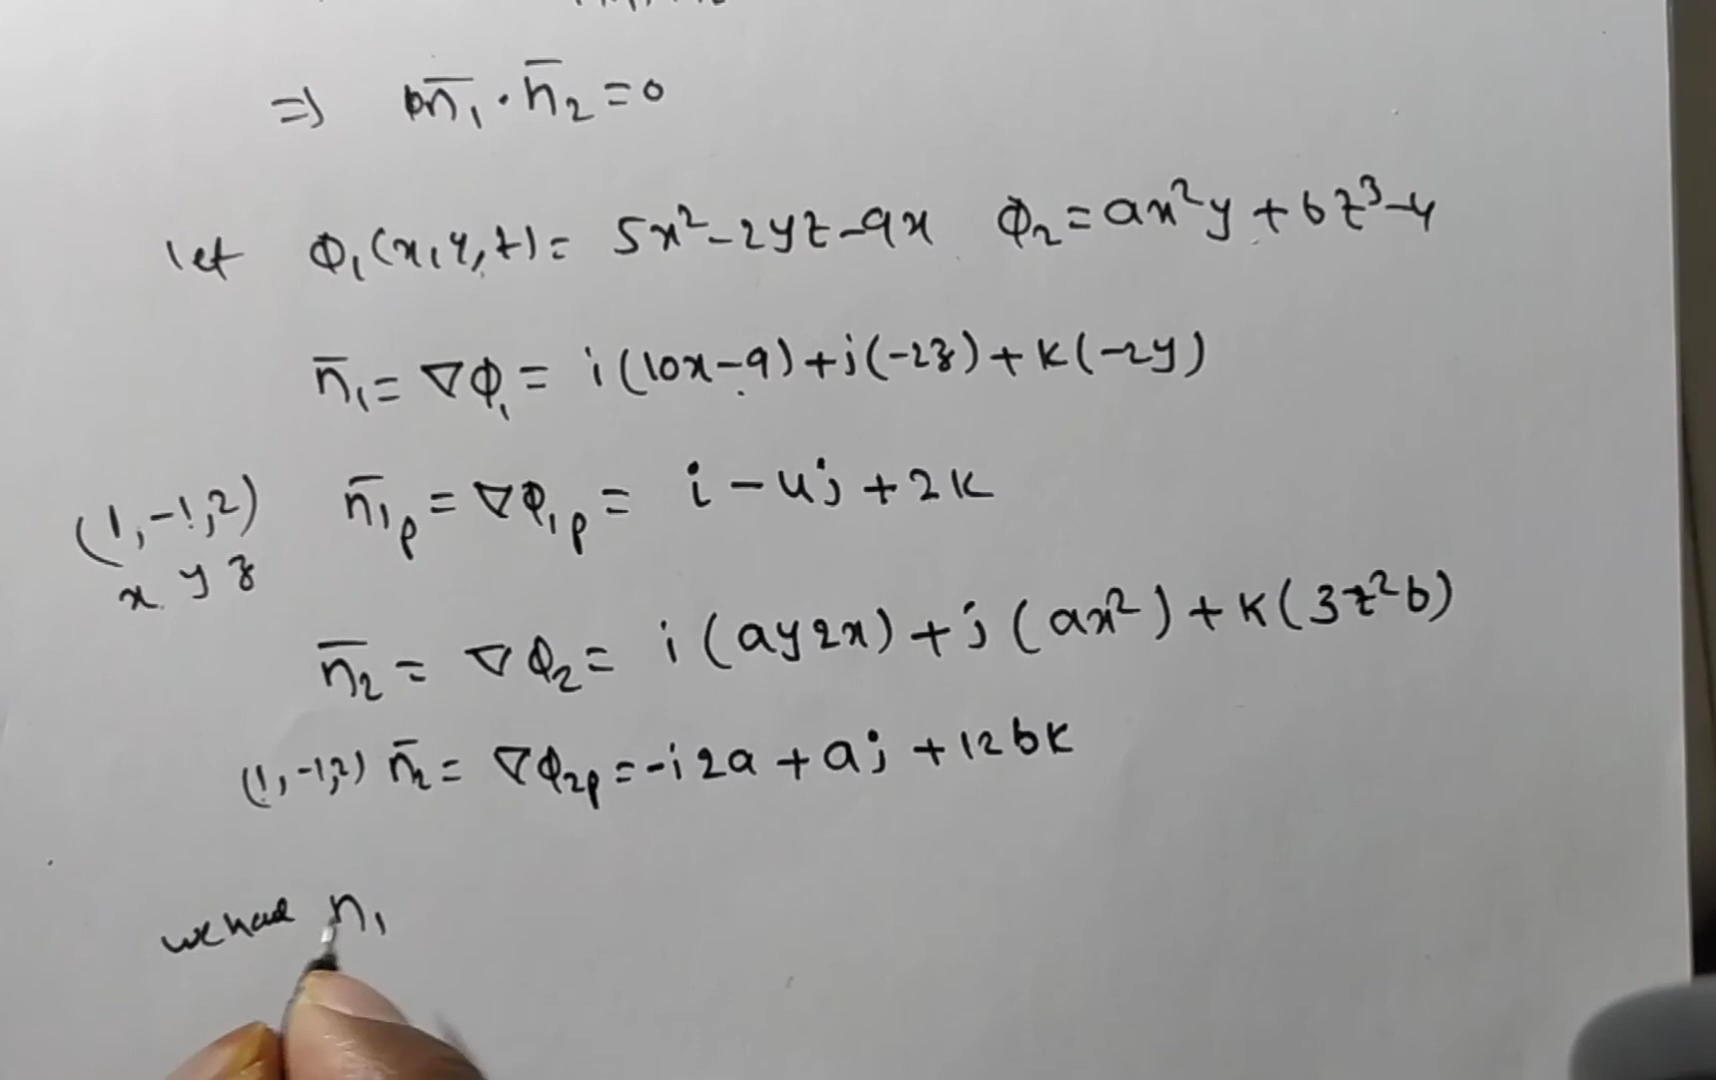 => n̄₁ · n̄₂ = 0
let Φ₁(x,y,z) = 5x² - 2yz - 9x Φ₂ = ax²y + bz³ - 4
n̄₁ = ∇Φ₁ = i(10x - 9) + j(-2z) + k(-2y)
(1, -1, 2) n̄₁ₚ = ∇Φ₁ₚ = i - 4j + 2k
x y z
n̄₂ = ∇Φ₂ = i(ay2x) + j(ax²) + k(3z²b)
(1, -1, 2) n̄₂ = ∇Φ₂ₚ = -i2a + aj + 12bk
we have n₁